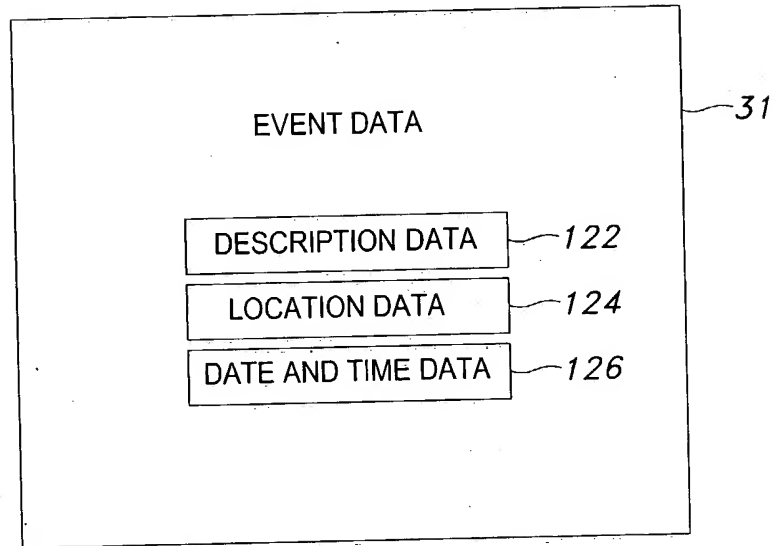 EVENT DATA
31
DESCRIPTION DATA 122
LOCATION DATA 124
DATE AND TIME DATA 126